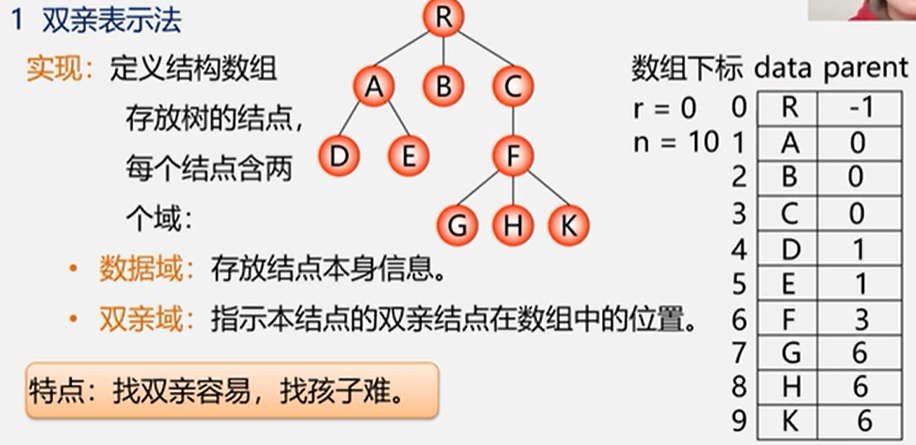 1 双亲表示法
实现：定义结构数组
存放树的结点，
每个结点含两
个域：
• 数据域：存放结点本身信息。
• 双亲域：指示本结点的双亲结点在数组中的位置。
特点：找双亲容易，找孩子难。
R
A B C
D E F
G H K
数组下标 data parent
r = 0 0 R -1
n = 10 1 A 0
2 B 0
3 C 0
4 D 1
5 E 1
6 F 3
7 G 6
8 H 6
9 K 6